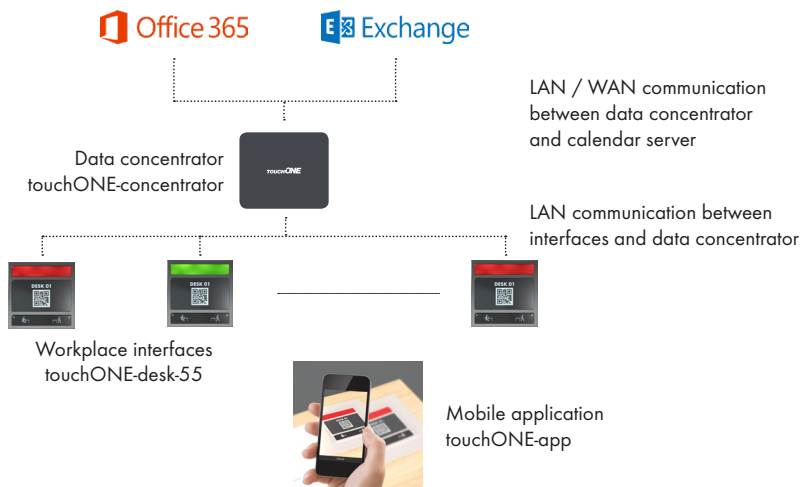 Office 365
E Exchange
LAN / WAN communication
between data concentrator
and calendar server
Data concentrator
touchONE-concentrator
TOUCHONE
LAN communication between
interfaces and data concentrator
DESK 01
DESK 01
DESK 01
Workplace interfaces
touchONE-desk-55
Mobile application
touchONE-app